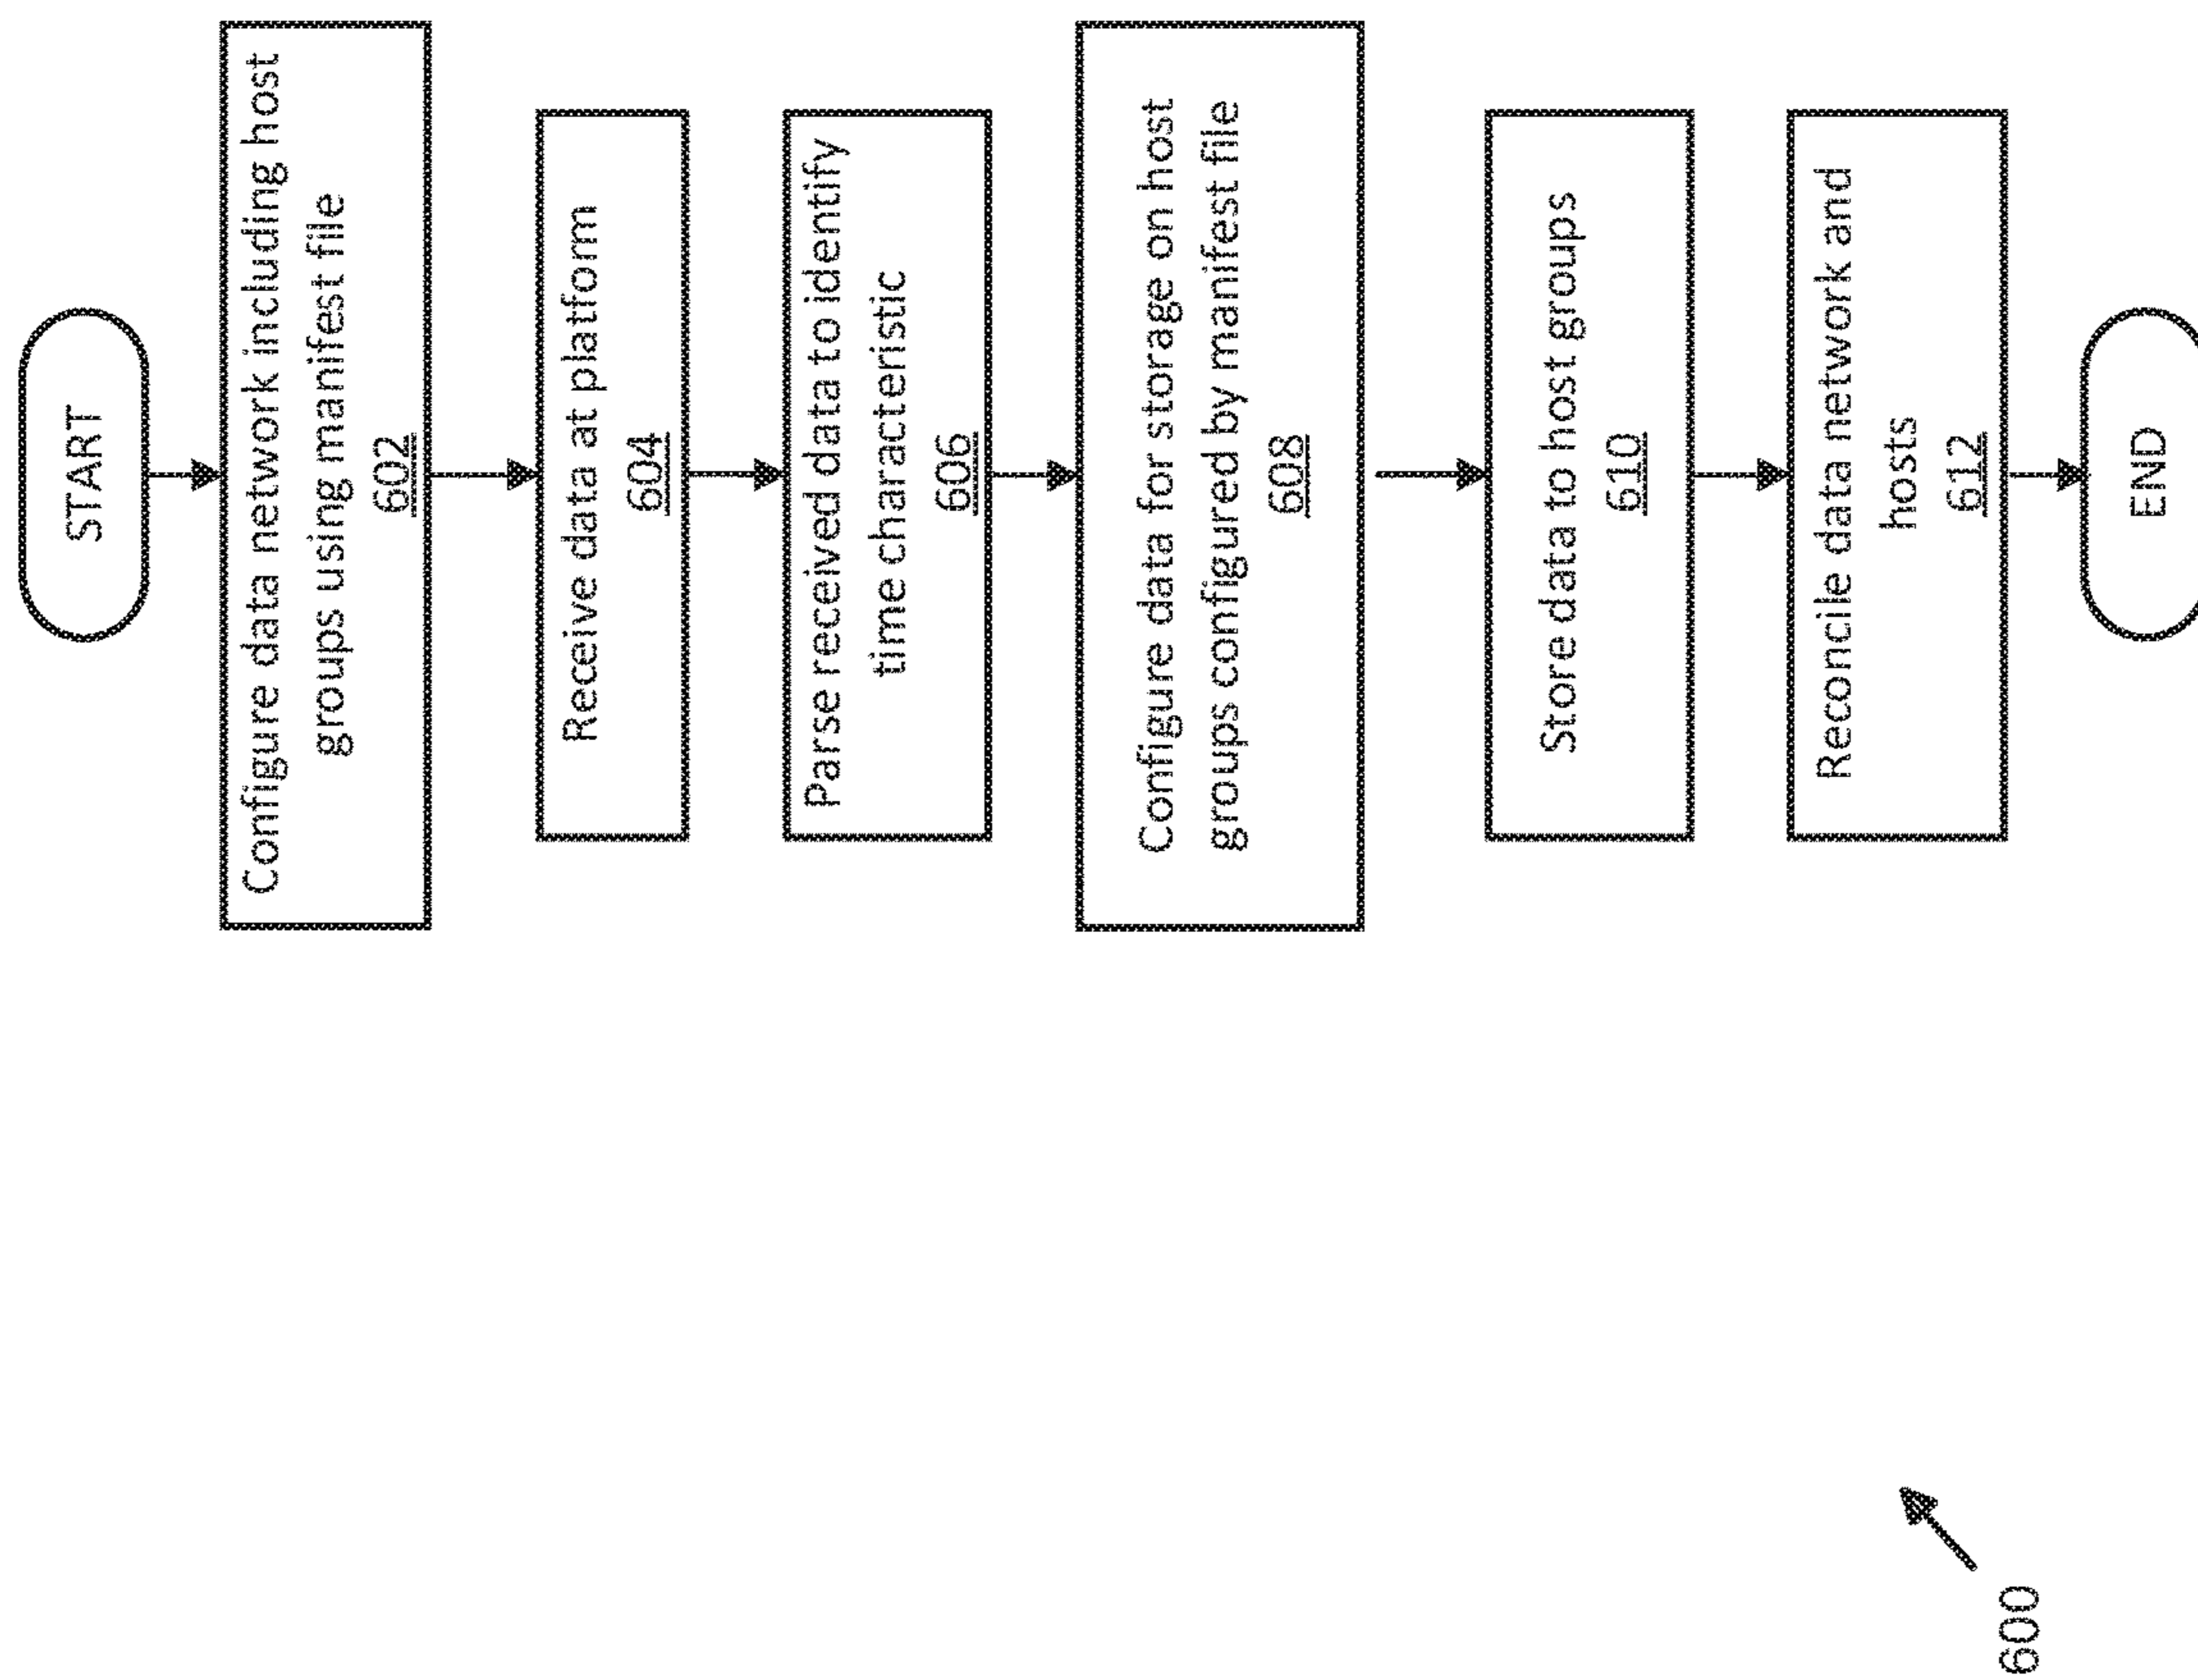 START
Configure data network including host
groups using manifest file
602
Receive data at platform
604
Parse received data to identify
time characteristic
606
Configure data for storage on host
groups configured by manifest file
608
Store data to host groups
610
Reconcile data network and
hosts
612
END
600